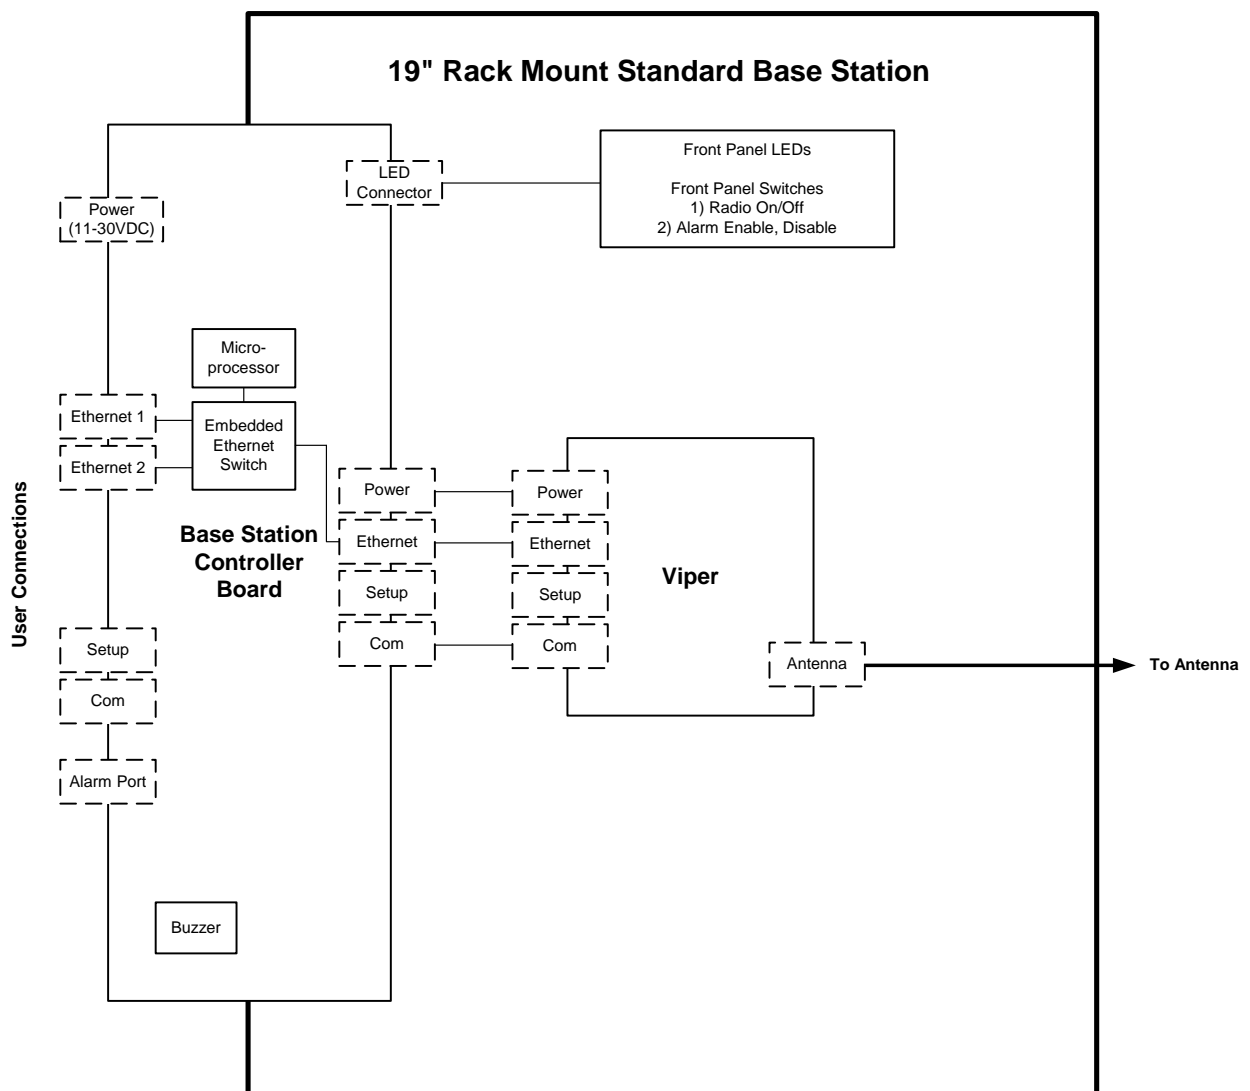 19" Rack Mount Standard Base Station
Front Panel LEDs
Front Panel Switches
1) Radio On/Off
2) Alarm Enable, Disable
LED
Connector
Power
(11-30VDC)
Micro-
processor
Ethernet 1
Ethernet 2
Embedded
Ethernet
Switch
User Connections
Base Station
Controller
Board
Power
Ethernet
Setup
Com
Power
Ethernet
Setup
Com
Viper
Antenna
To Antenna
Setup
Com
Alarm Port
Buzzer